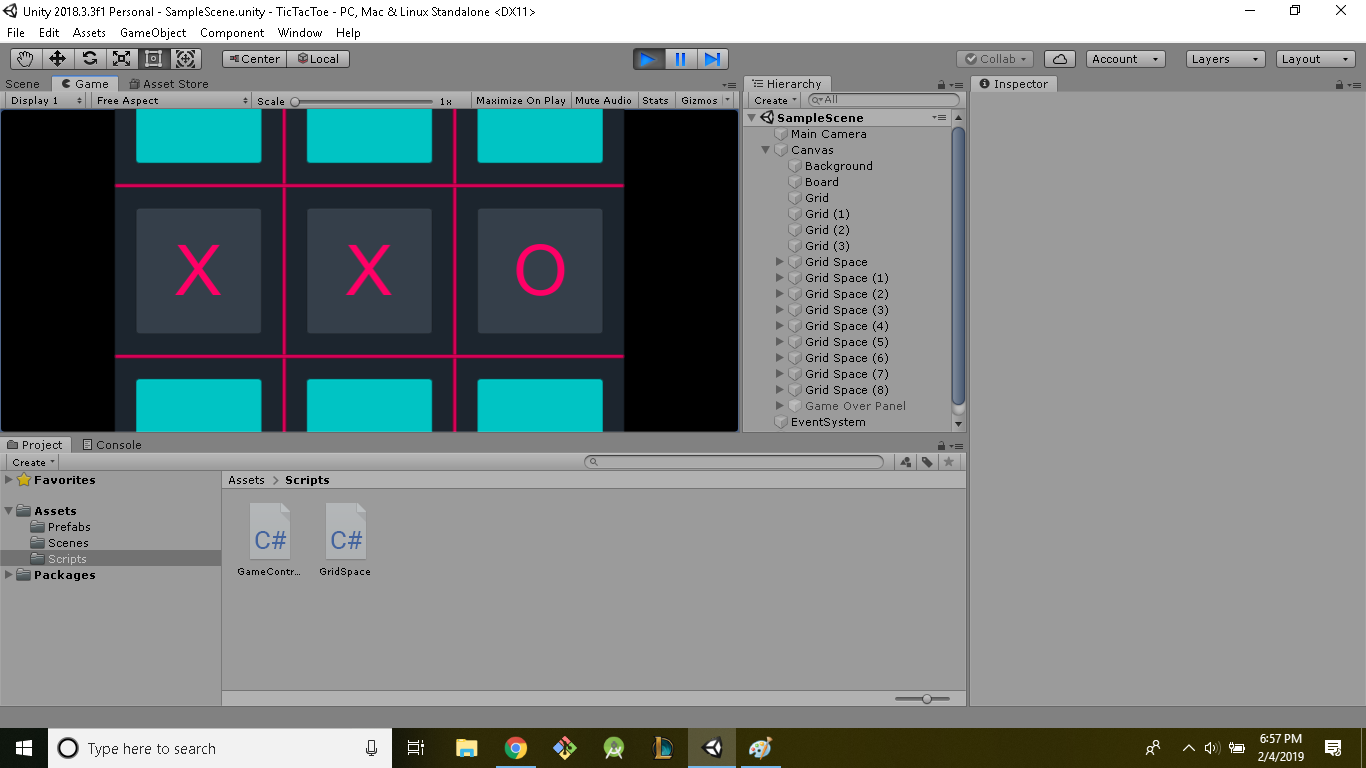 Unity 2018.3.3f1 Personal - SampleScene.unity - TicTacToe - PC, Mac & Linux Standalone <DX11>
File Edit Assets GameObject Component Window Help
Center Local Collab Account Layers Layout
Scene Game Asset Store
Display 1 Free Aspect Scale 1x Maximize On Play Mute Audio Stats Gizmos
X X O
Hierarchy
Create All
SampleScene
Main Camera
Canvas
Background
Board
Grid
Grid (1)
Grid (2)
Grid (3)
Grid Space
Grid Space (1)
Grid Space (2)
Grid Space (3)
Grid Space (4)
Grid Space (5)
Grid Space (6)
Grid Space (7)
Grid Space (8)
Game Over Panel
EventSystem
Inspector
Project Console
Create
Favorites
Assets
Prefabs
Scenes
Scripts
Packages
Assets > Scripts
C# C#
GameContr... GridSpace
Type here to search
6:57 PM
2/4/2019